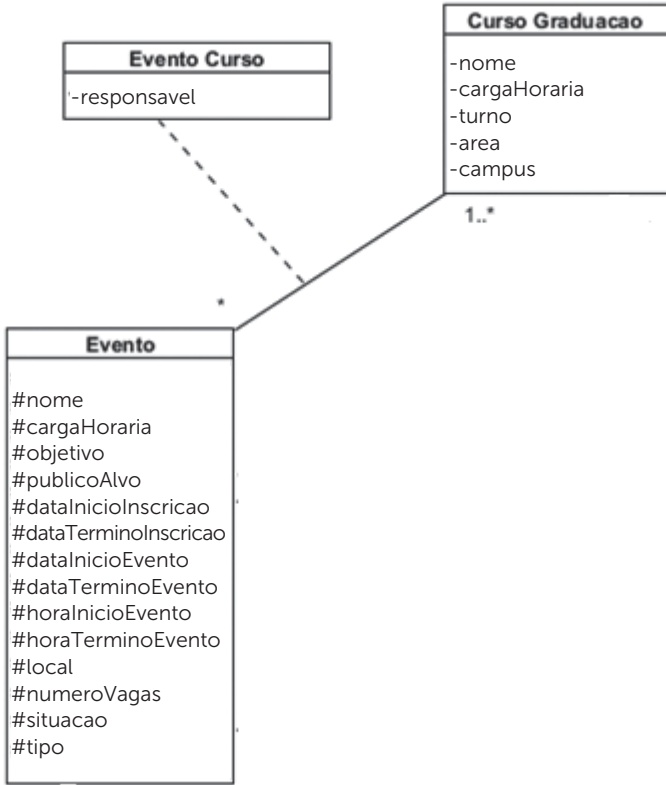 Curso Graduacao
-nome
-cargaHoraria
-turno
-area
-campus
1..*
Evento Curso
-responsavel
*
Evento
#nome
#cargaHoraria
#objetivo
#publicoAlvo
#dataInicioInscricao
#dataTerminoInscricao
#dataInicioEvento
#dataTerminoEvento
#horaInicioEvento
#horaTerminoEvento
#local
#numeroVagas
#situacao
#tipo